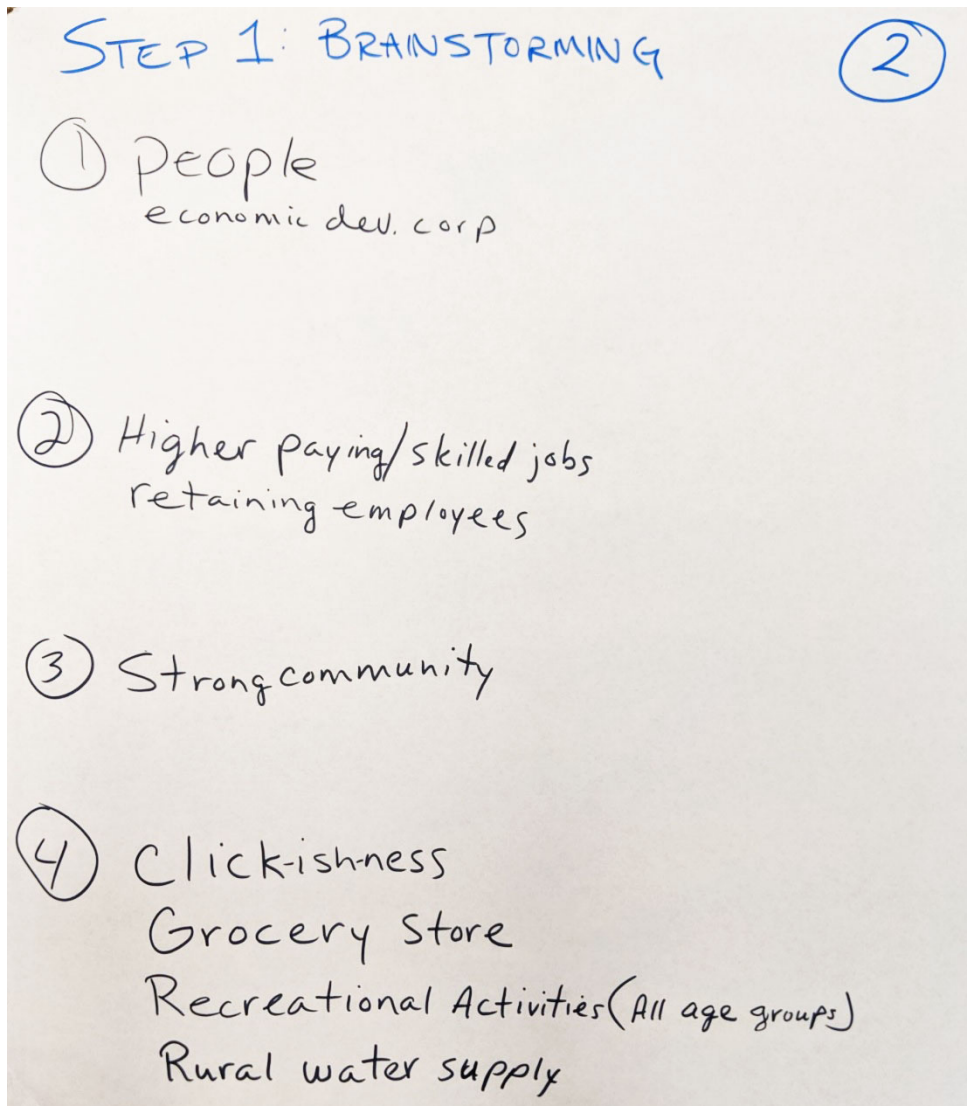 STEP 1: BRAINSTORMING
2
1 People
economic dev. corp
2 Higher paying/skilled jobs
retaining employees
3 Strong community
4 Click-ish-ness
Grocery Store
Recreational Activities (All age groups)
Rural water supply